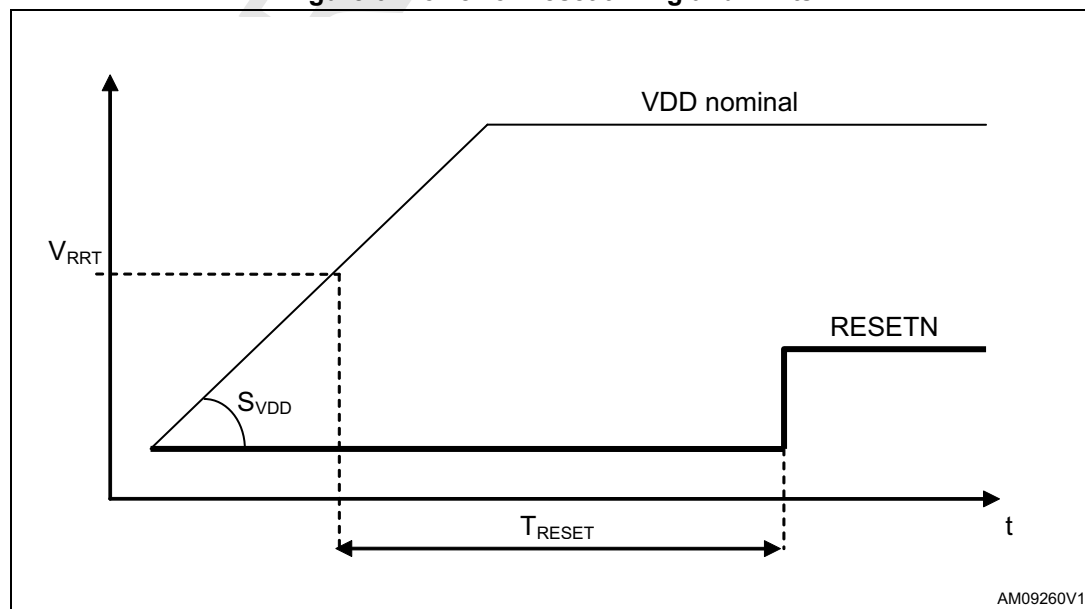 VDD nominal
VRRT
RESETN
SVDD
TRESET
t
AM09260V1